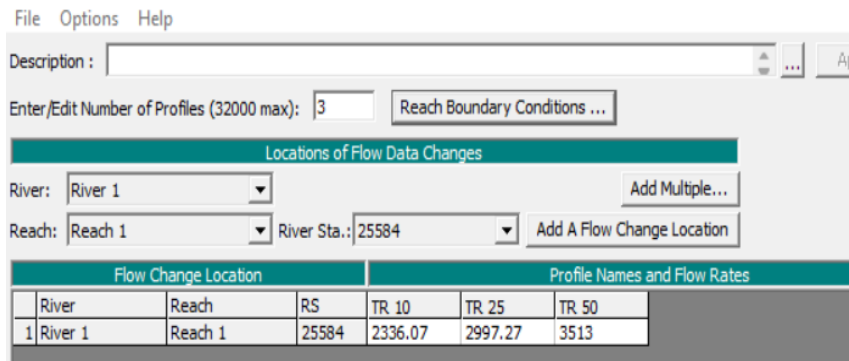 File Options Help
Description :
...
Enter/Edit Number of Profiles (32000 max): 3 Reach Boundary Conditions ...
Locations of Flow Data Changes
River: River 1 Add Multiple...
Reach: Reach 1 River Sta.: 25584 Add A Flow Change Location
Flow Change Location Profile Names and Flow Rates
River Reach RS TR 10 TR 25 TR 50
1 River 1 Reach 1 25584 2336.07 2997.27 3513